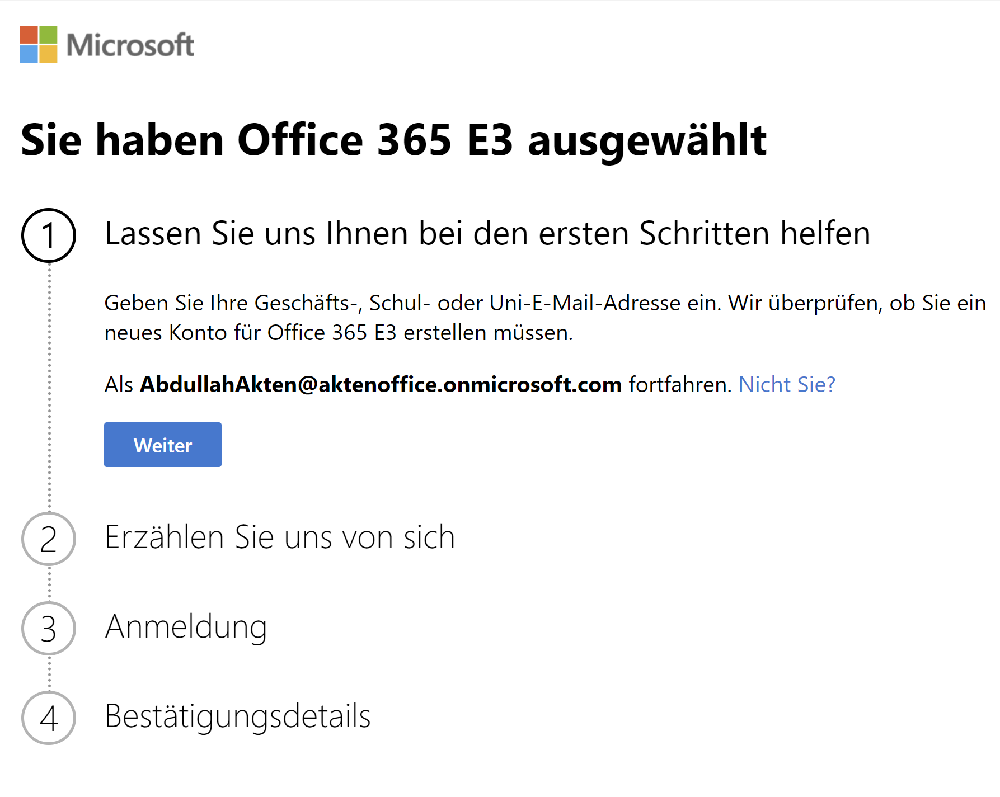 Microsoft
Sie haben Office 365 E3 ausgewählt
1 Lassen Sie uns Ihnen bei den ersten Schritten helfen
Geben Sie Ihre Geschäfts-, Schul- oder Uni-E-Mail-Adresse ein. Wir überprüfen, ob Sie ein
neues Konto für Office 365 E3 erstellen müssen.
Als AbdullahAkten@aktenoffice.onmicrosoft.com fortfahren. Nicht Sie?
Weiter
2 Erzählen Sie uns von sich
3 Anmeldung
4 Bestätigungsdetails